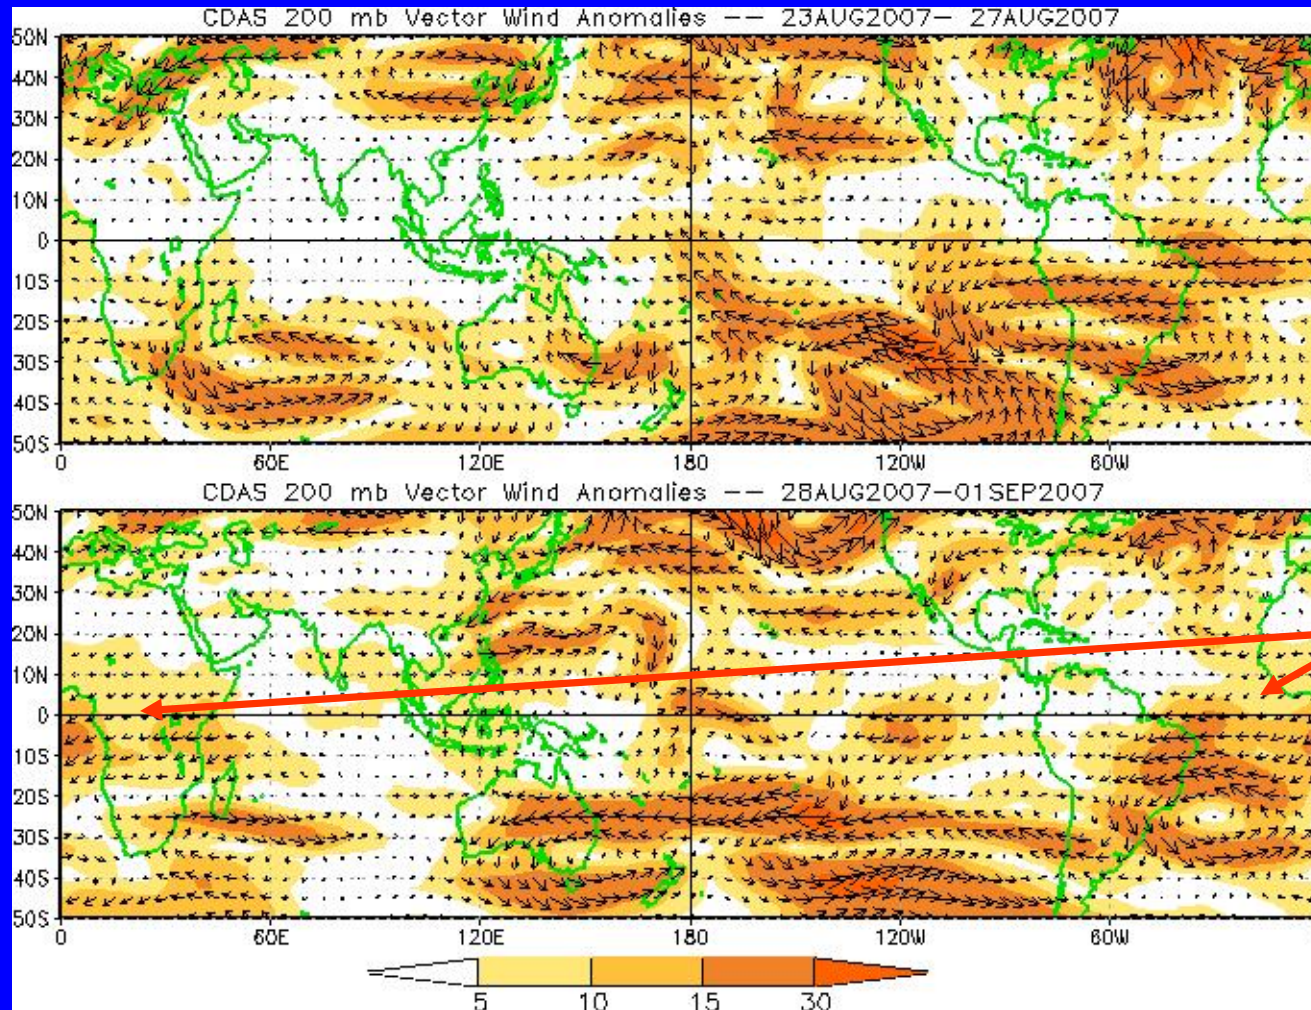 CDAS 200 mb Vector Wind Anomalies -- 23AUG2007- 27AUG2007
50N
40N
30N
20N
10N
0
10S
20S
30S
40S
50S
0 60E 120E 180 120W 60W
CDAS 200 mb Vector Wind Anomalies -- 28AUG2007-01SEP2007
50N
40N
30N
20N
10N
0
10S
20S
30S
40S
50S
0 60E 120E 180 120W 60W
5 10 15 30